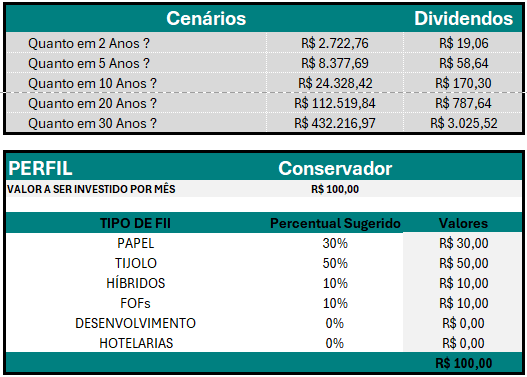 Cenários Dividendos
Quanto em 2 Anos ? R$ 2.722,76 R$ 19,06
Quanto em 5 Anos ? R$ 8.377,69 R$ 58,64
Quanto em 10 Anos ? R$ 24.328,42 R$ 170,30
Quanto em 20 Anos ? R$ 112.519,84 R$ 787,64
Quanto em 30 Anos ? R$ 432.216,97 R$ 3.025,52
PERFIL Conservador
VALOR A SER INVESTIDO POR MÊS R$ 100,00
TIPO DE FII Percentual Sugerido Valores
PAPEL 30% R$ 30,00
TIJOLO 50% R$ 50,00
HÍBRIDOS 10% R$ 10,00
FOFs 10% R$ 10,00
DESENVOLVIMENTO 0% R$ 0,00
HOTELARIAS 0% R$ 0,00
R$ 100,00